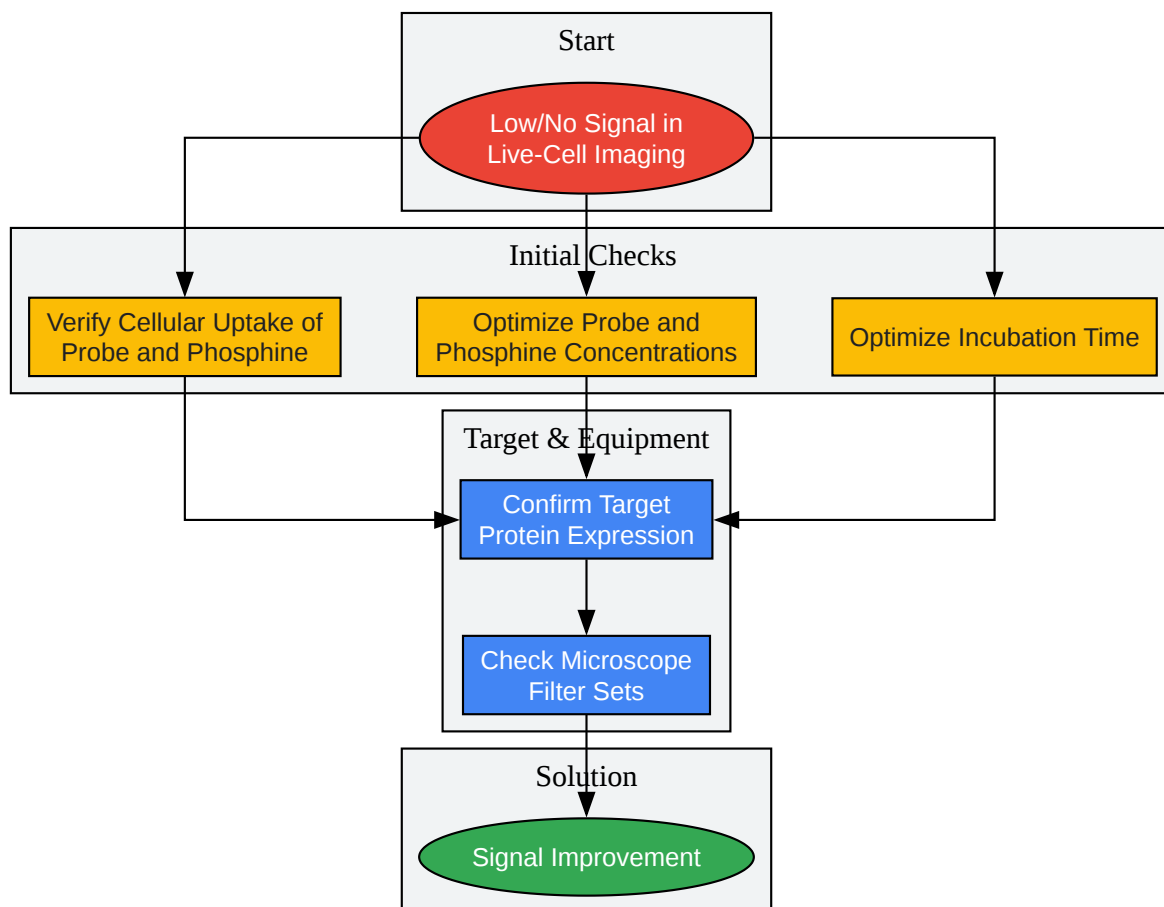 Start
Low/No Signal in
Live-Cell Imaging
Initial Checks
Verify Cellular Uptake of
Probe and Phosphine
Optimize Probe and
Phosphine Concentrations
Optimize Incubation Time
Target & Equipment
Confirm Target
Protein Expression
Check Microscope
Filter Sets
Solution
Signal Improvement